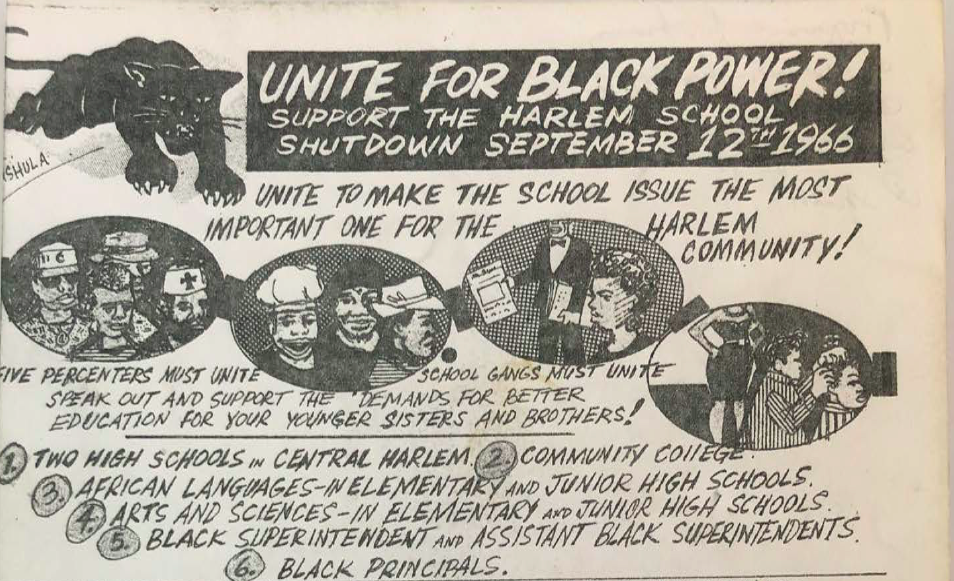 UNITE FOR BLACK POWER!
SUPPORT THE HARLEM SCHOOL
SHUTDOWN SEPTEMBER 12TH 1966
ISHULA
UNITE TO MAKE THE SCHOOL ISSUE THE MOST
IMPORTANT ONE FOR THE HARLEM
COMMUNITY!
FIVE PERCENTERS MUST UNITE SCHOOL GANGS MUST UNITE
SPEAK OUT AND SUPPORT THE DEMANDS FOR BETTER
EDUCATION FOR YOUR YOUNGER SISTERS AND BROTHERS!
1. TWO HIGH SCHOOLS IN CENTRAL HARLEM. 2. COMMUNITY COLLEGE
3. AFRICAN LANGUAGES-IN ELEMENTARY AND JUNIOR HIGH SCHOOLS.
4. ARTS AND SCIENCES-IN ELEMENTARY AND JUNIOR HIGH SCHOOLS.
5. BLACK SUPERINTENDENT AND ASSISTANT BLACK SUPERINTENDENTS.
6. BLACK PRINCIPALS.